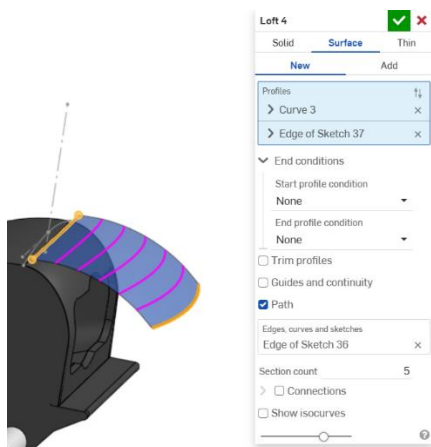 Loft 4
Solid Surface Thin
New Add
Profiles
Curve 3
Edge of Sketch 37
End conditions
Start profile condition
None
End profile condition
None
Trim profiles
Guides and continuity
Path
Edges, curves and sketches
Edge of Sketch 36
Section count 5
Connections
Show isocurves